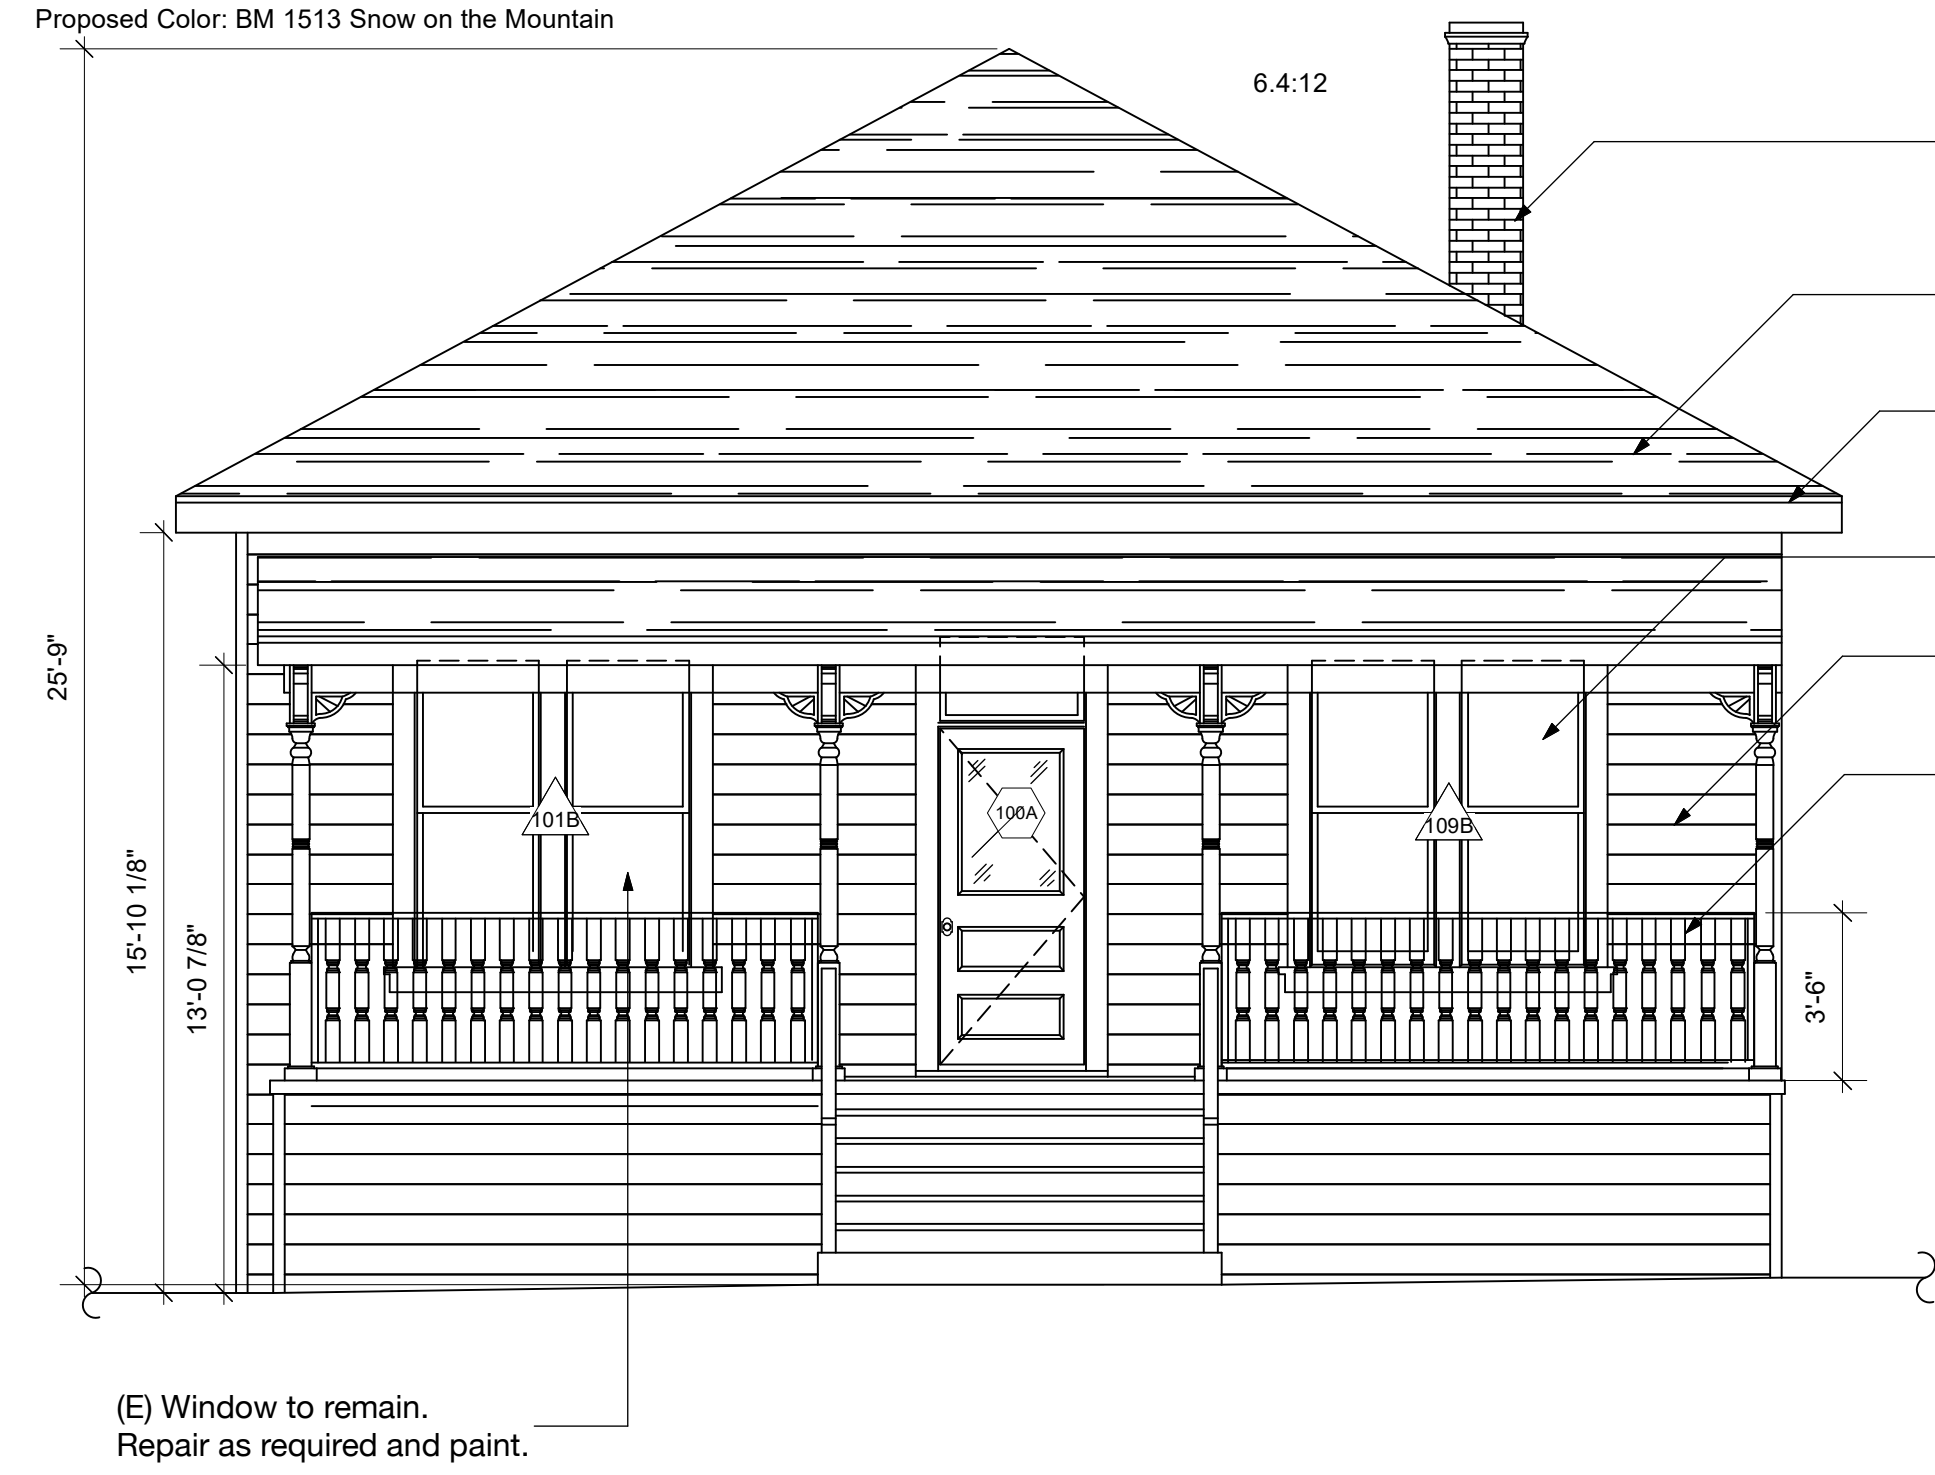 Proposed Color: BM 1513 Snow on the Mountain
6.4:12
25'-9"
15'-10 1/8"
13'-0 7/8"
101B
100A
109B
3'-6"
(E) Window to remain.
Repair as required and paint.